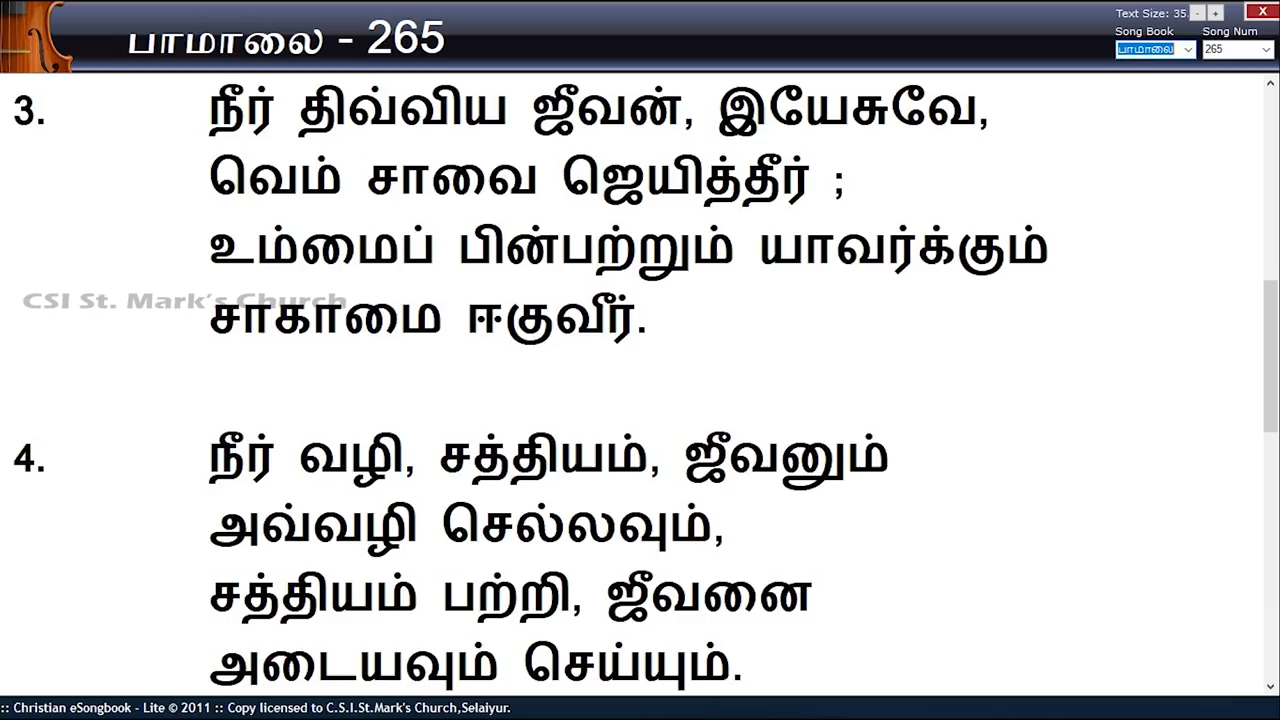 பாமாலை - 265
Text Size: 35
- +
X
Song Book
Song Num
பாமாலை
265
3. நீர் திவ்விய ஜீவன், இயேசுவே,
வெம் சாவை ஜெயித்தீர் ;
உம்மைப் பின்பற்றும் யாவர்க்கும்
CSI St. Mark's Church
சாகாமை ஈகுவீர்.
4. நீர் வழி, சத்தியம், ஜீவனும்
அவ்வழி செல்லவும்,
சத்தியம் பற்றி, ஜீவனை
அடையவும் செய்யும்.
:: Christian eSongbook - Lite © 2011 :: Copy licensed to C.S.I.St.Mark's Church,Selaiyur.